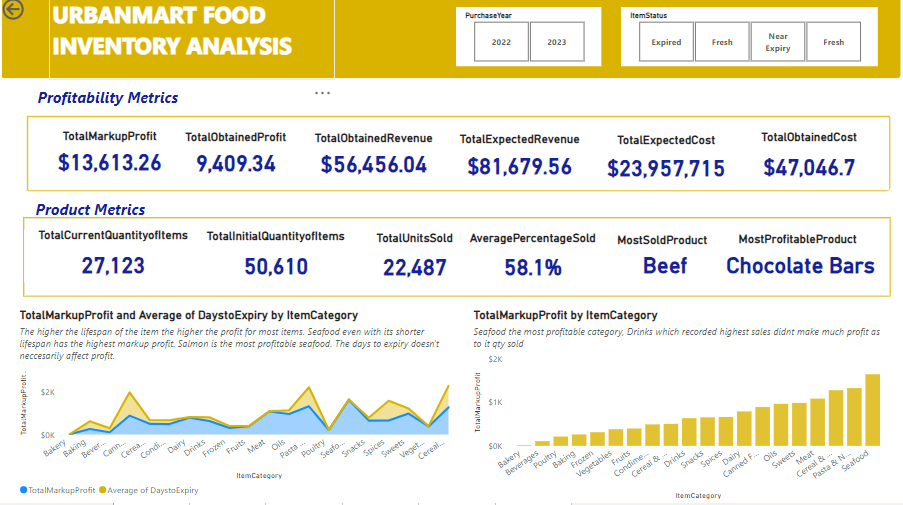 URBANMART FOOD
INVENTORY ANALYSIS
PurchaseYear
2022 2023
ItemStatus
Expired Fresh Near Expiry Fresh
Profitability Metrics
TotalMarkupProfit TotalObtainedProfit TotalObtainedRevenue TotalExpectedRevenue TotalExpectedCost TotalObtainedCost
$13,613.26 9,409.34 $56,456.04 $81,679.56 $23,957,715 $47,046.7
Product Metrics
TotalCurrentQuantityofItems TotalInitialQuantityofItems TotalUnitsSold AveragePercentageSold MostSoldProduct MostProfitableProduct
27,123 50,610 22,487 58.1% Beef Chocolate Bars
TotalMarkupProfit and Average of DaystoExpiry by ItemCategory
The higher the lifespan of the item the higher the profit for most items. Seafood even with its shorter
lifespan has the highest markup profit. Salmon is the most profitable seafood. The days to expiry doesn't
neccesarily affect profit.
TotalMarkupProfit...
$2K
$0K
Bakery Baking Bever... Cann... Cerea... Condi... Dairy Drinks Frozen Fruits Meat Oils Pasta ... Poultry Seafo... Snacks Spices Sweets Veget... Cereal...
ItemCategory
TotalMarkupProfit Average of DaystoExpiry
TotalMarkupProfit by ItemCategory
Seafood the most profitable category, Drinks which recorded highest sales didnt make much profit as
to it qty sold
TotalMarkupProfit
$2K
$1K
$0K
Bakery Beverages Poultry Baking Frozen Vegetables Fruits Condime... Cereal &... Drinks Snacks Spices Dairy Canned F... Oils Sweets Meat Cereal &... Pasta & N... Seafood
ItemCategory